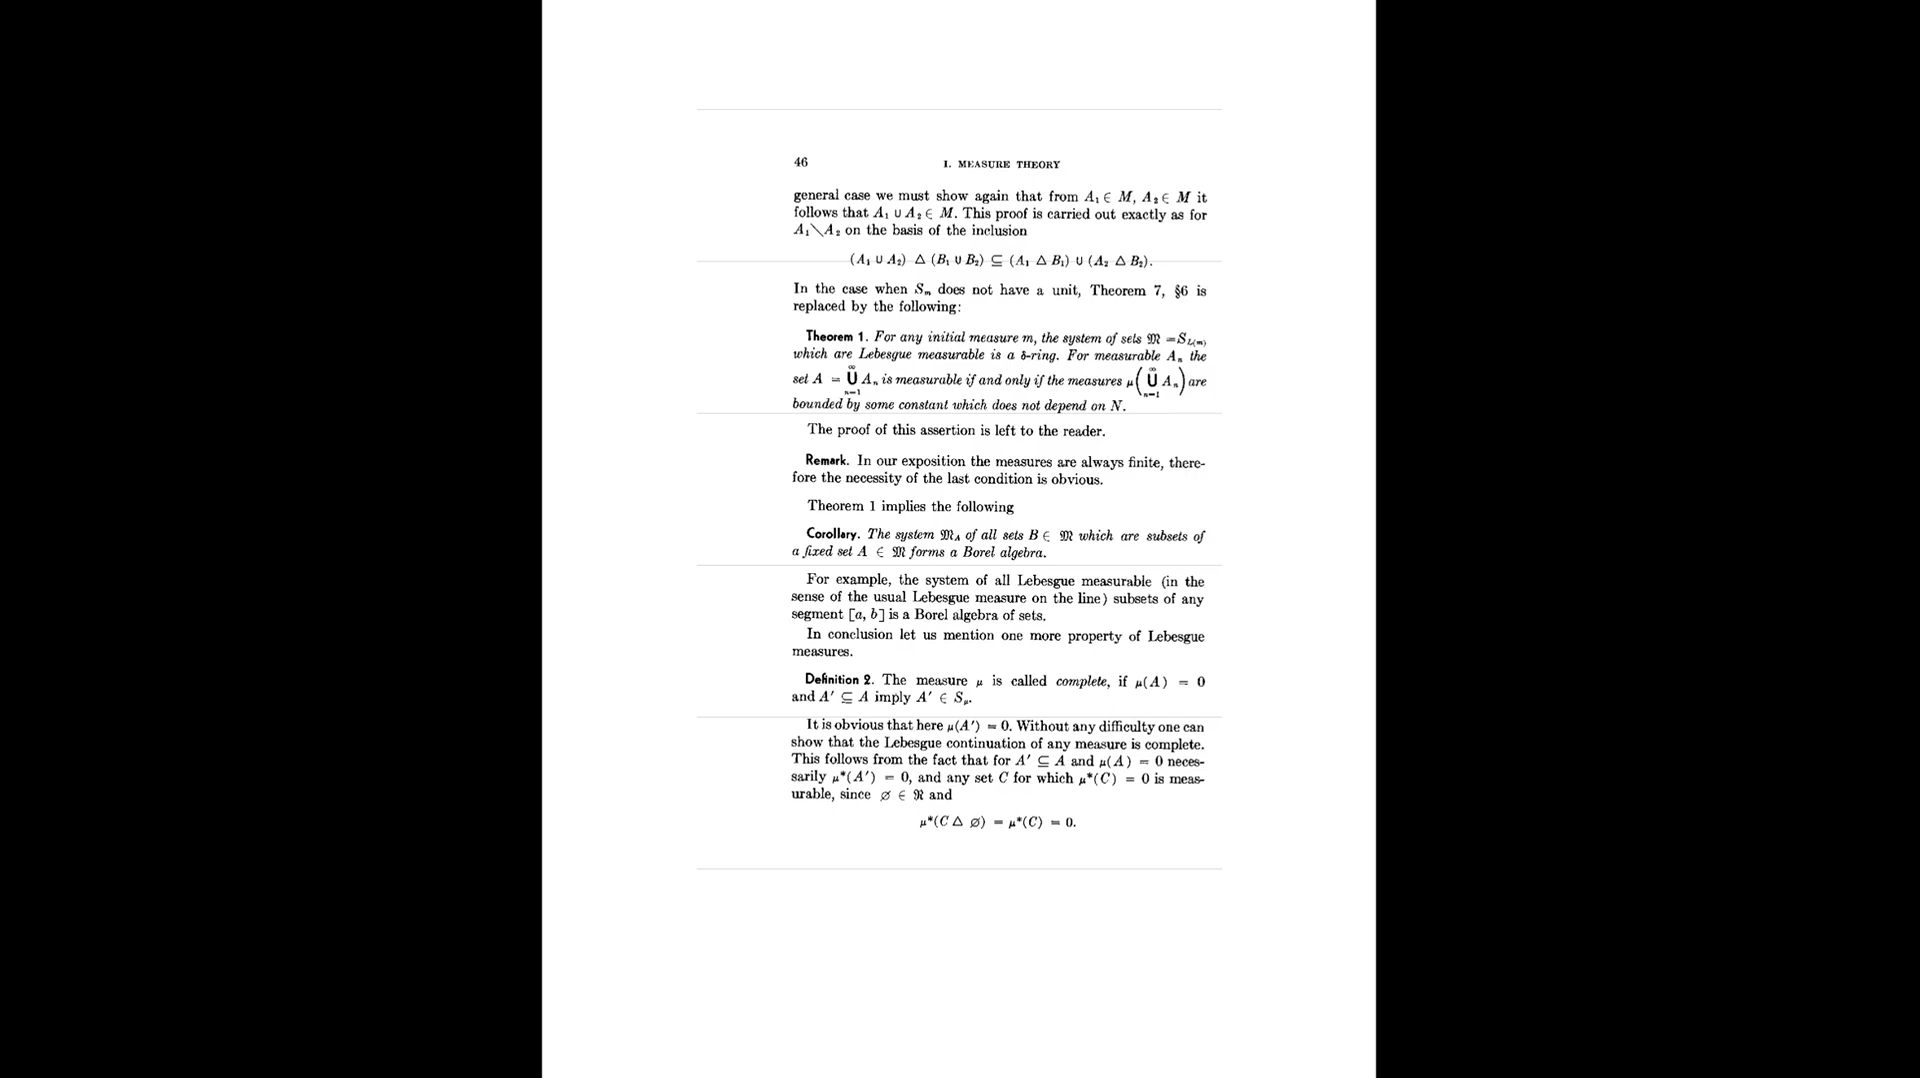 46
I. MEASURE THEORY
general case we must show again that from A₁ ∈ M, A₂ ∈ M it
follows that A₁ ∪ A₂ ∈ M. This proof is carried out exactly as for
A₁\A₂ on the basis of the inclusion
(A₁ ∪ A₂) △ (B₁ ∪ B₂) ⊆ (A₁ △ B₁) ∪ (A₂ △ B₂).
In the case when Sₘ does not have a unit, Theorem 7, §6 is
replaced by the following:
Theorem 1. For any initial measure m, the system of sets 𝔐 = S_{L(m)}
which are Lebesgue measurable is a δ-ring. For measurable Aₙ the
set A = ⋃_{n=1}^{∞} Aₙ is measurable if and only if the measures μ(⋃_{n=1}^{∞} Aₙ) are
bounded by some constant which does not depend on N.
The proof of this assertion is left to the reader.
Remark. In our exposition the measures are always finite, there-
fore the necessity of the last condition is obvious.
Theorem 1 implies the following
Corollary. The system 𝔐_A of all sets B ∈ 𝔐 which are subsets of
a fixed set A ∈ 𝔐 forms a Borel algebra.
For example, the system of all Lebesgue measurable (in the
sense of the usual Lebesgue measure on the line) subsets of any
segment [a, b] is a Borel algebra of sets.
In conclusion let us mention one more property of Lebesgue
measures.
Definition 2. The measure μ is called complete, if μ(A) = 0
and A′ ⊆ A imply A′ ∈ S_μ.
It is obvious that here μ(A′) = 0. Without any difficulty one can
show that the Lebesgue continuation of any measure is complete.
This follows from the fact that for A′ ⊆ A and μ(A) = 0 neces-
sarily μ*(A′) = 0, and any set C for which μ*(C) = 0 is meas-
urable, since ∅ ∈ ℜ and
μ*(C △ ∅) = μ*(C) = 0.